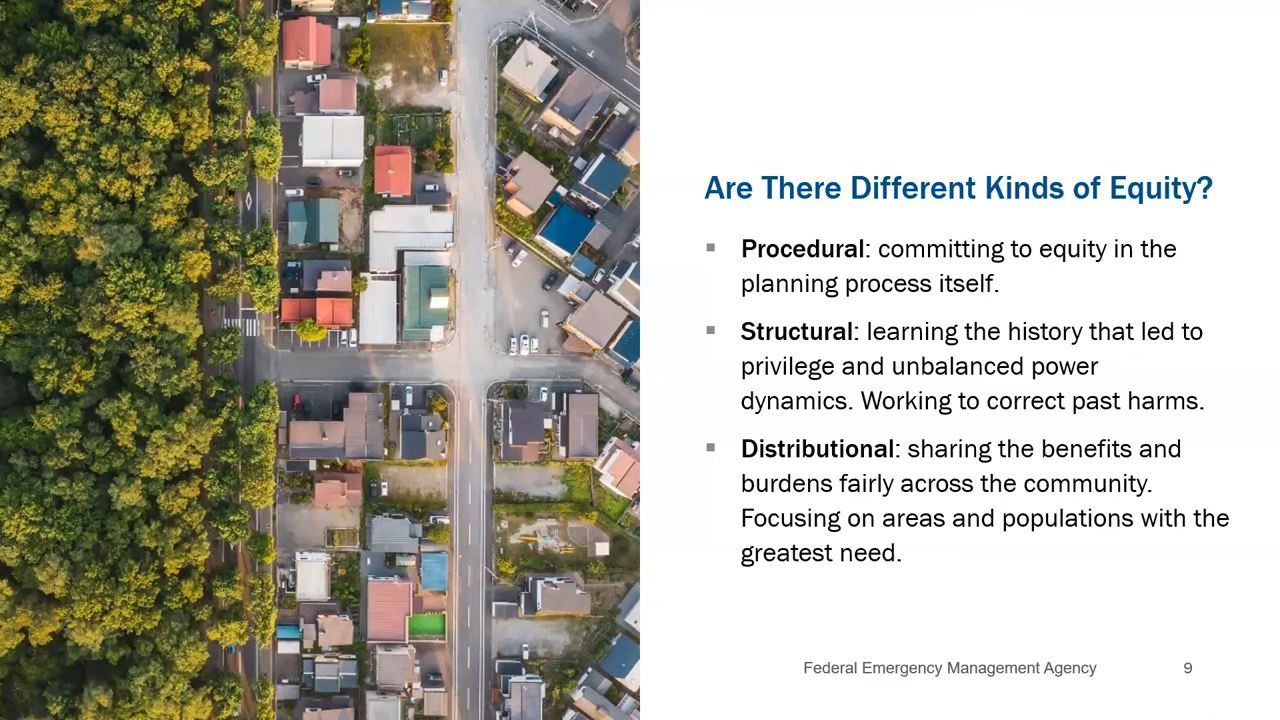 Are There Different Kinds of Equity?
▪ Procedural: committing to equity in the
planning process itself.
▪ Structural: learning the history that led to
privilege and unbalanced power
dynamics. Working to correct past harms.
▪ Distributional: sharing the benefits and
burdens fairly across the community.
Focusing on areas and populations with the
greatest need.
Federal Emergency Management Agency 9